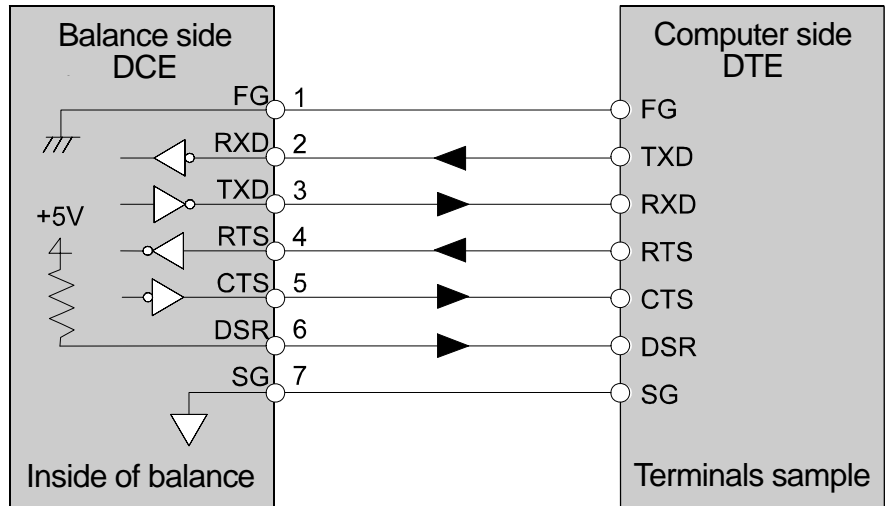 Balance side
DCE
Computer side
DTE
FG 1 FG
RXD 2 TXD
TXD 3 RXD
+5V
RTS 4 RTS
CTS 5 CTS
DSR 6 DSR
SG 7 SG
Inside of balance
Terminals sample